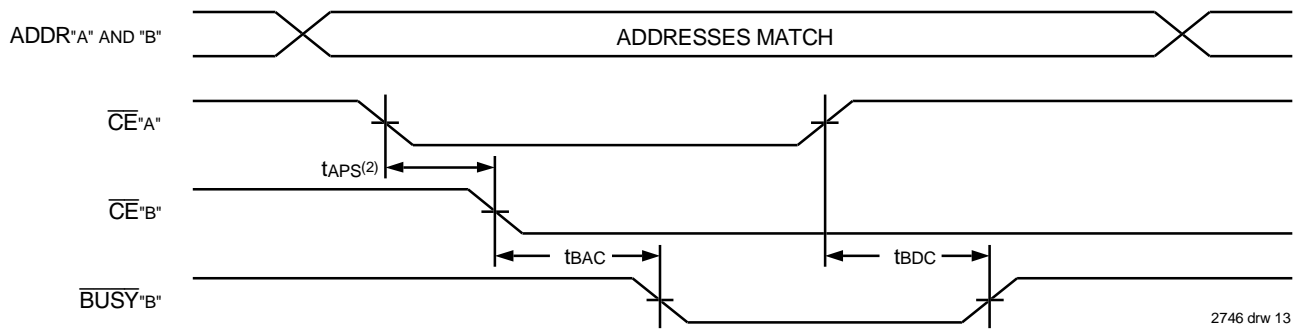 ADDR"A" AND "B"
ADDRESSES MATCH
CE"A"
tAPS(2)
CE"B"
tBAC
tBDC
BUSY"B"
2746 drw 13